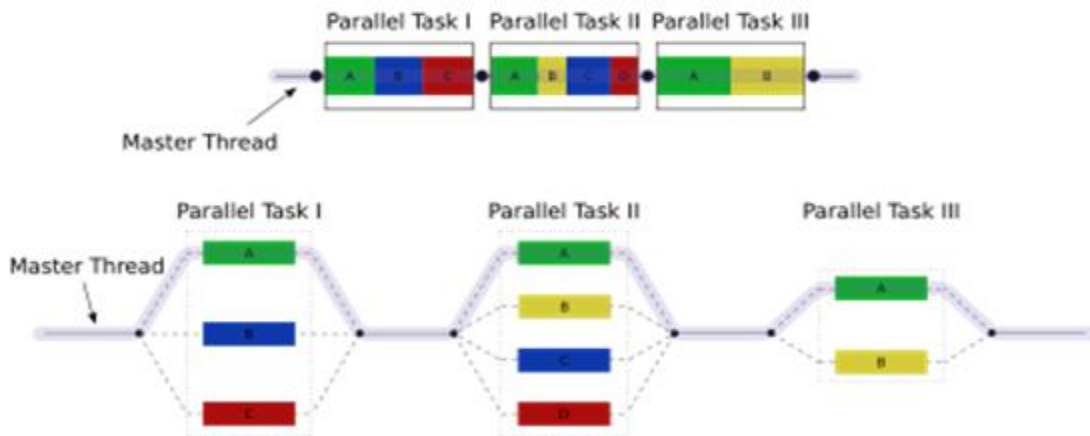 Parallel Task I Parallel Task II Parallel Task III
A B C A B C D A B
Master Thread
Parallel Task I Parallel Task II Parallel Task III
A A
Master Thread
A
B
B
C
B
C D